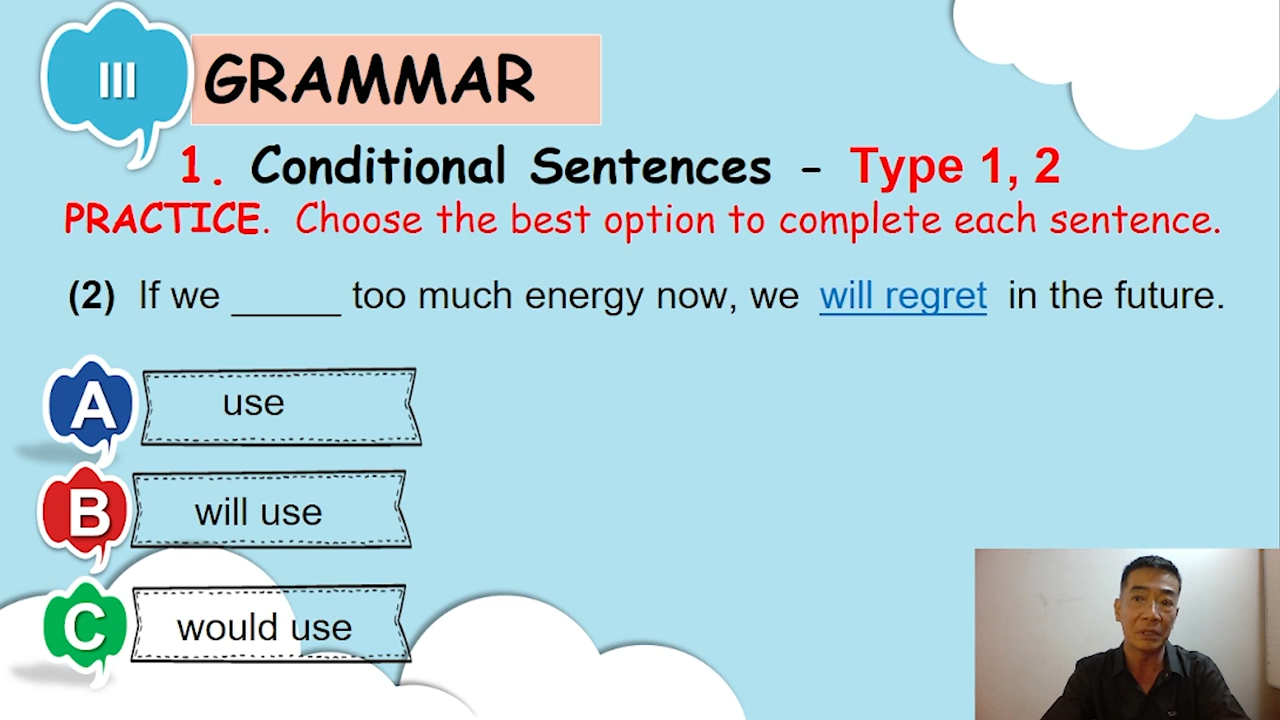 III
GRAMMAR
1. Conditional Sentences - Type 1, 2
PRACTICE. Choose the best option to complete each sentence.
(2) If we _____ too much energy now, we will regret in the future.
A use
B will use
C would use